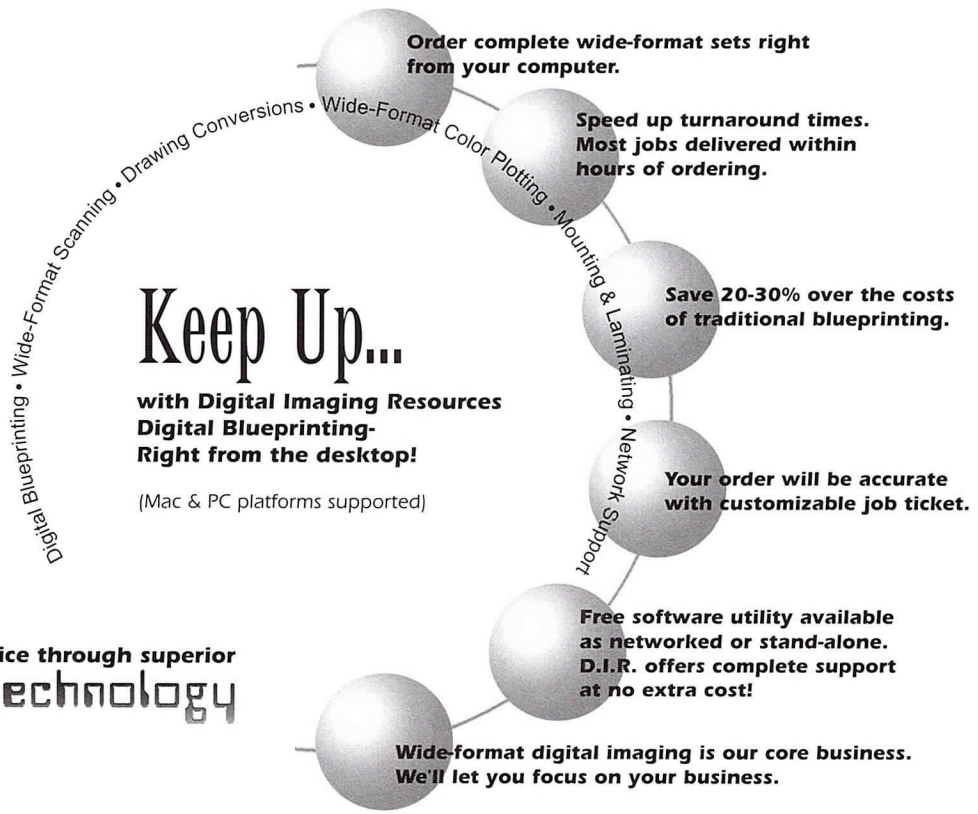 Order complete wide-format sets right
from your computer.
Speed up turnaround times.
Most jobs delivered within
hours of ordering.
Digital Blueprinting • Wide-Format Scanning • Drawing Conversions • Wide-Format Color Plotting • Mounting & Laminating • Network Support
Save 20-30% over the costs
of traditional blueprinting.
Keep Up...
with Digital Imaging Resources
Digital Blueprinting-
Right from the desktop!
(Mac & PC platforms supported)
Your order will be accurate
with customizable job ticket.
Free software utility available
as networked or stand-alone.
D.I.R. offers complete support
at no extra cost!
ice through superior
echnology
Wide-format digital imaging is our core business.
We'll let you focus on your business.